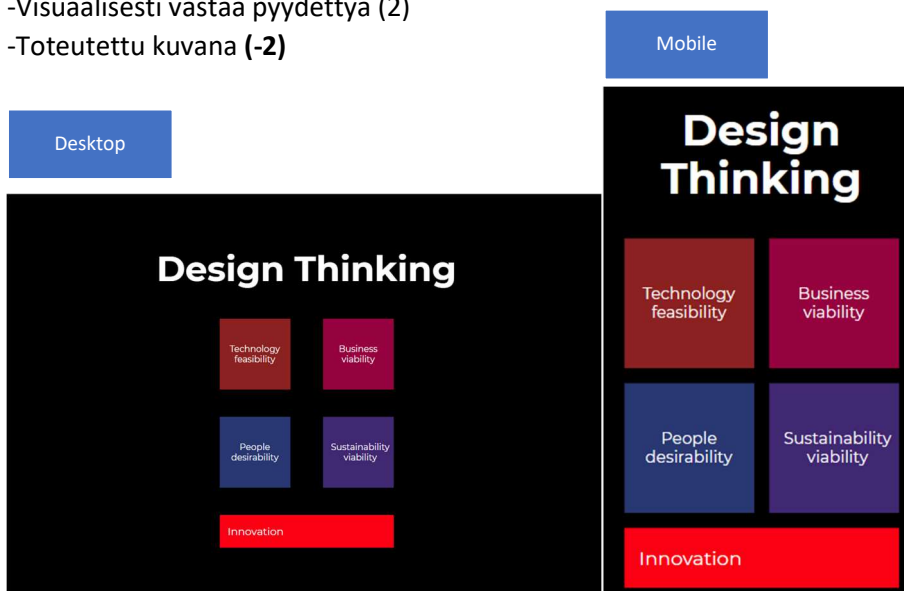 -Visuaalisesti vastaa pyydettyä (2)
-Toteutettu kuvana (-2)
Mobile
Desktop
Design Thinking
Technology
feasibility
Business
viability
People
desirability
Sustainability
viability
Innovation
Design
Thinking
Technology
feasibility
Business
viability
People
desirability
Sustainability
viability
Innovation